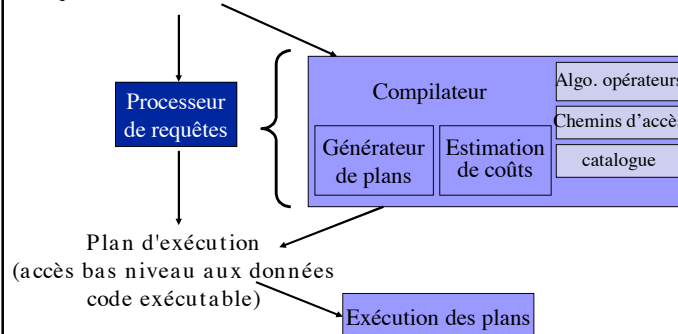 Processeur
de requêtes
Compilateur
Générateur
de plans
Estimation
de coûts
Algo. opérateurs
Chemins d'accès
catalogue
Plan d'exécution
(accès bas niveau aux données
code exécutable)
Exécution des plans